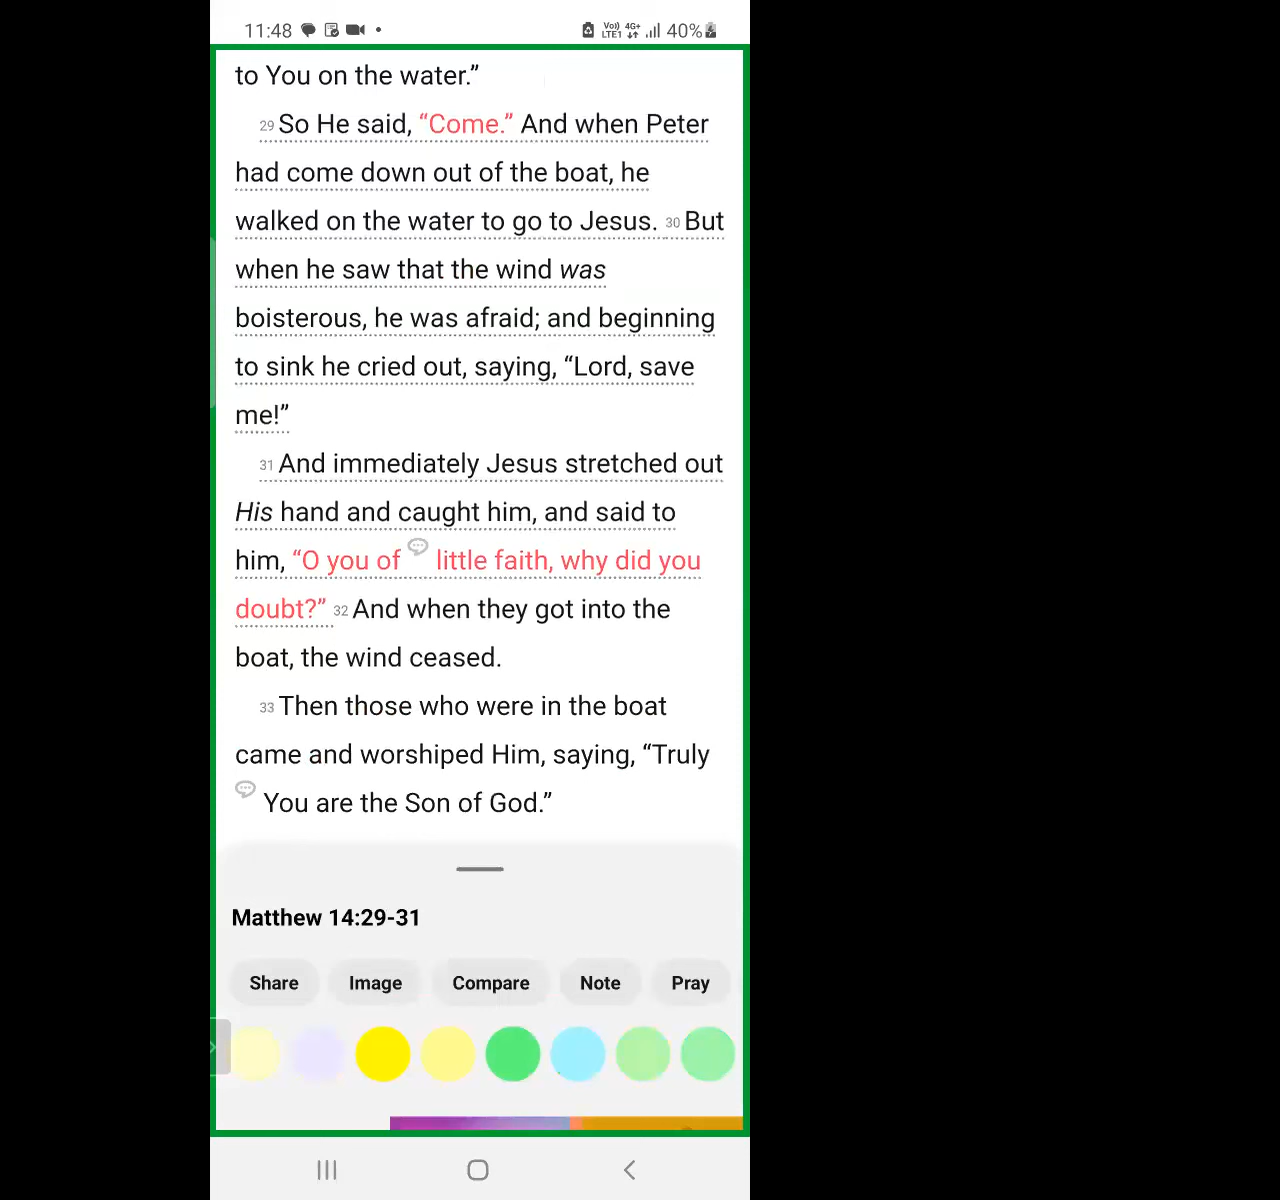 11:48
Vo)) 4G+
LTE1
40%
to You on the water.”
29 So He said, “Come.” And when Peter
had come down out of the boat, he
walked on the water to go to Jesus. 30 But
when he saw that the wind was
boisterous, he was afraid; and beginning
to sink he cried out, saying, “Lord, save
me!”
31 And immediately Jesus stretched out
His hand and caught him, and said to
him, “O you of little faith, why did you
doubt?” 32 And when they got into the
boat, the wind ceased.
33 Then those who were in the boat
came and worshiped Him, saying, “Truly
You are the Son of God.”
Matthew 14:29-31
Share Image Compare Note Pray